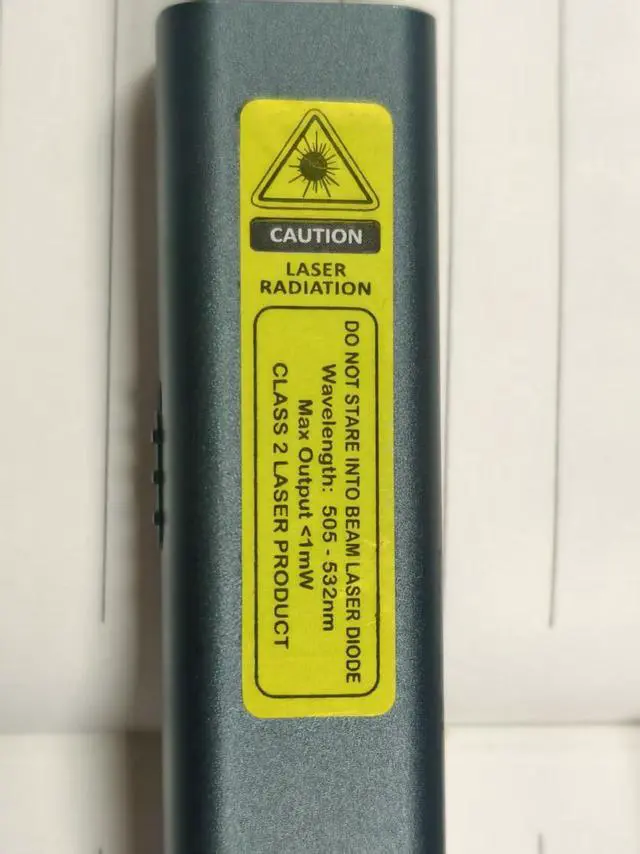 CAUTION
LASER
RADIATION
DO NOT STARE INTO BEAM LASER DIODE
Wavelength: 505 - 532nm
Max Output <1mW
CLASS 2 LASER PRODUCT